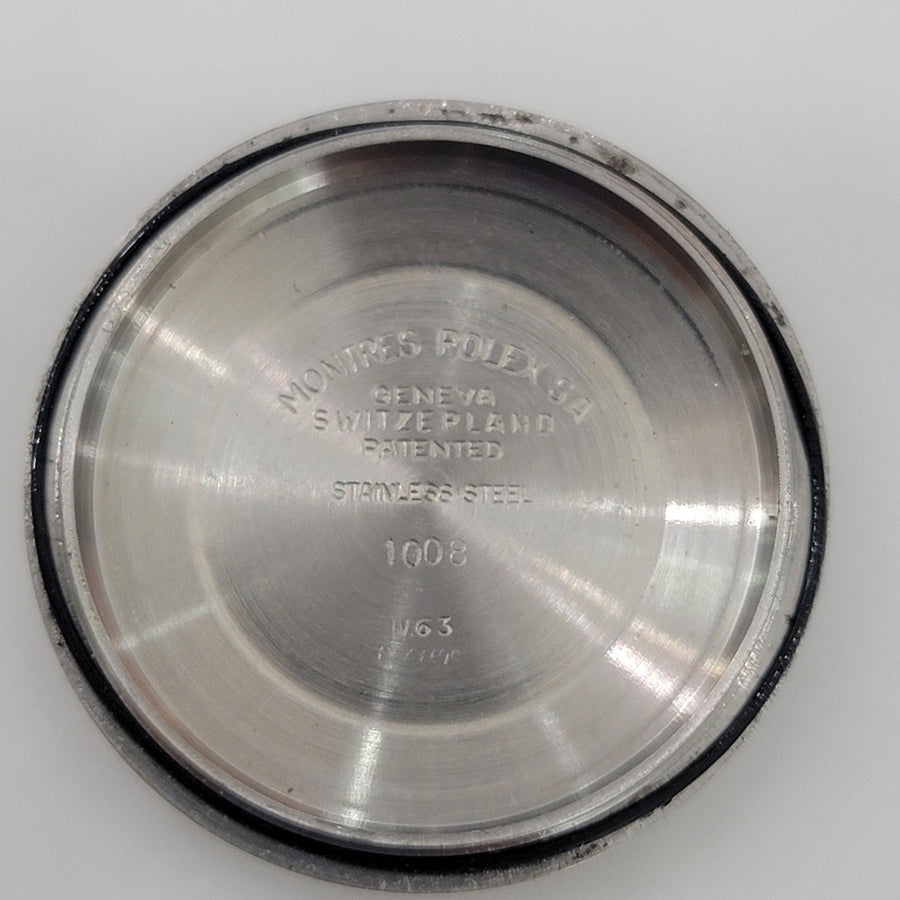 MONTRES ROLEX SA
GENEVA
SWITZERLAND
PATENTED
STAINLESS STEEL
1008
IV.63